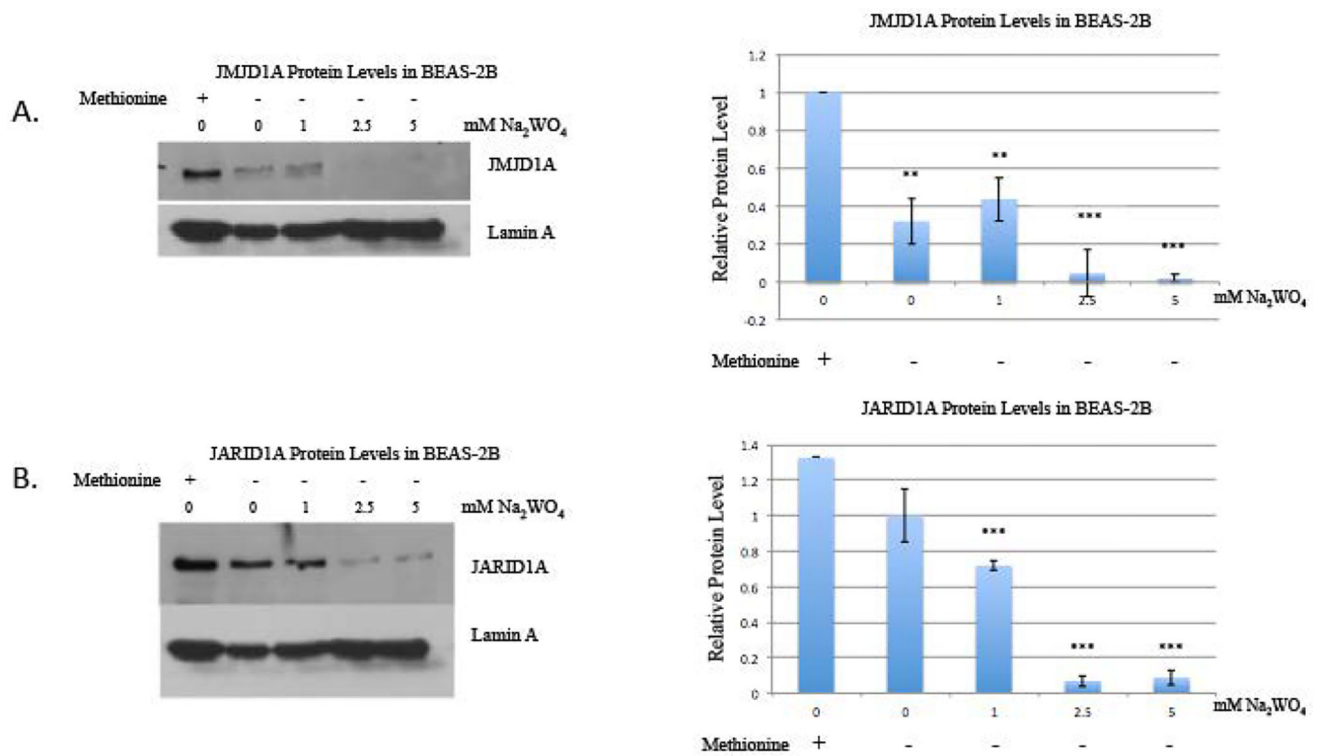 A.
JMJD1A Protein Levels in BEAS-2B
Methionine + - - - -
0 0 1 2.5 5 mM Na₂WO₄
JMJD1A
Lamin A
JMJD1A Protein Levels in BEAS-2B
Relative Protein Level
1.2
1
0.8
0.6
0.4
0.2
0
-0.2
** ** *** ***
0 0 1 2.5 5 mM Na₂WO₄
Methionine + - - - -
B.
JARID1A Protein Levels in BEAS-2B
Methionine + - - - -
0 0 1 2.5 5 mM Na₂WO₄
JARID1A
Lamin A
JARID1A Protein Levels in BEAS-2B
Relative Protein Level
1.4
1.2
1
0.8
0.6
0.4
0.2
0
*** *** ***
0 0 1 2.5 5 mM Na₂WO₄
Methionine + - - - -